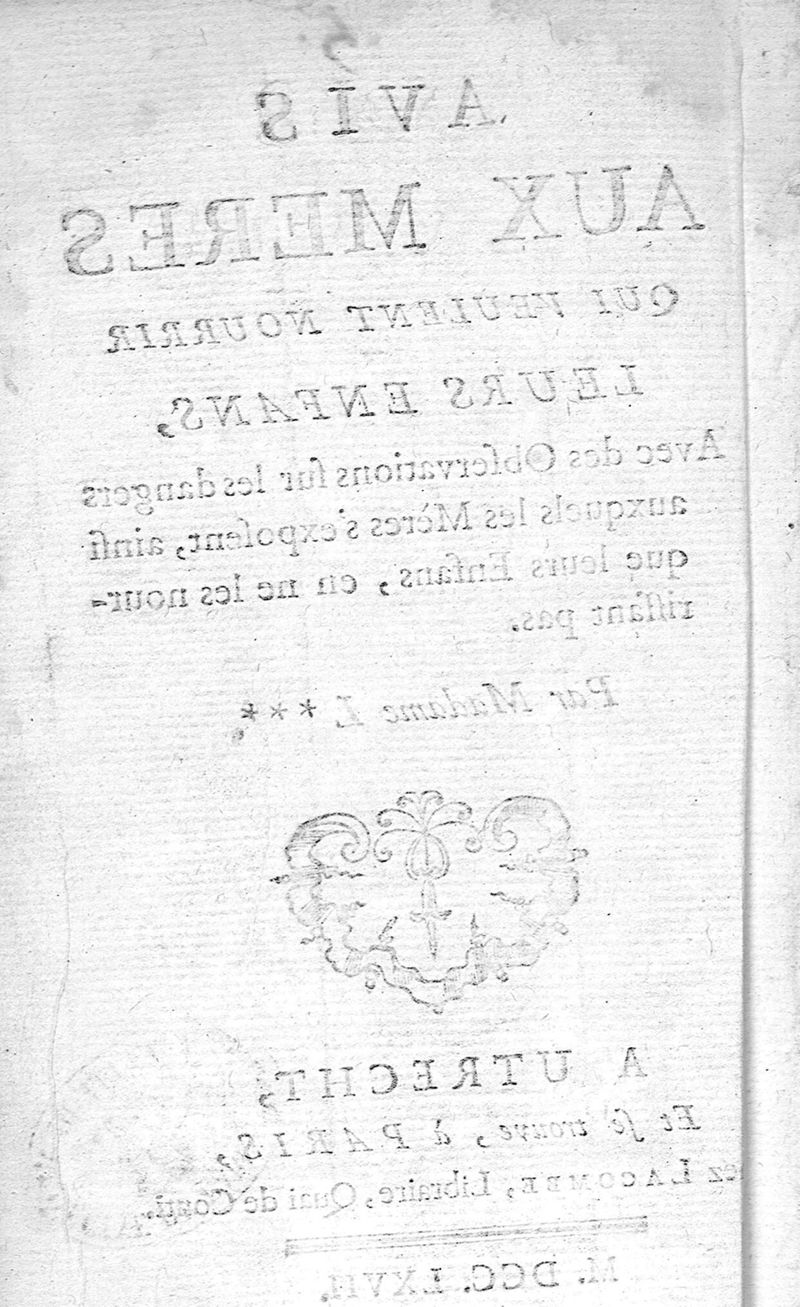 AVIS
AUX MERES
QUI VEULENT NOURRIR
LEURS ENFANS,
Avec des Obſervations ſur les dangers
auxquels les Mères s'expoſent, ainſi
que leurs Enfans, en ne les nour-
riſſant pas.
Par Madame L***
A UTRECHT,
Et ſe trouve, à PARIS,
LACOMBE, Libraire, Quai de Conti.
M. DCC. LXVII.